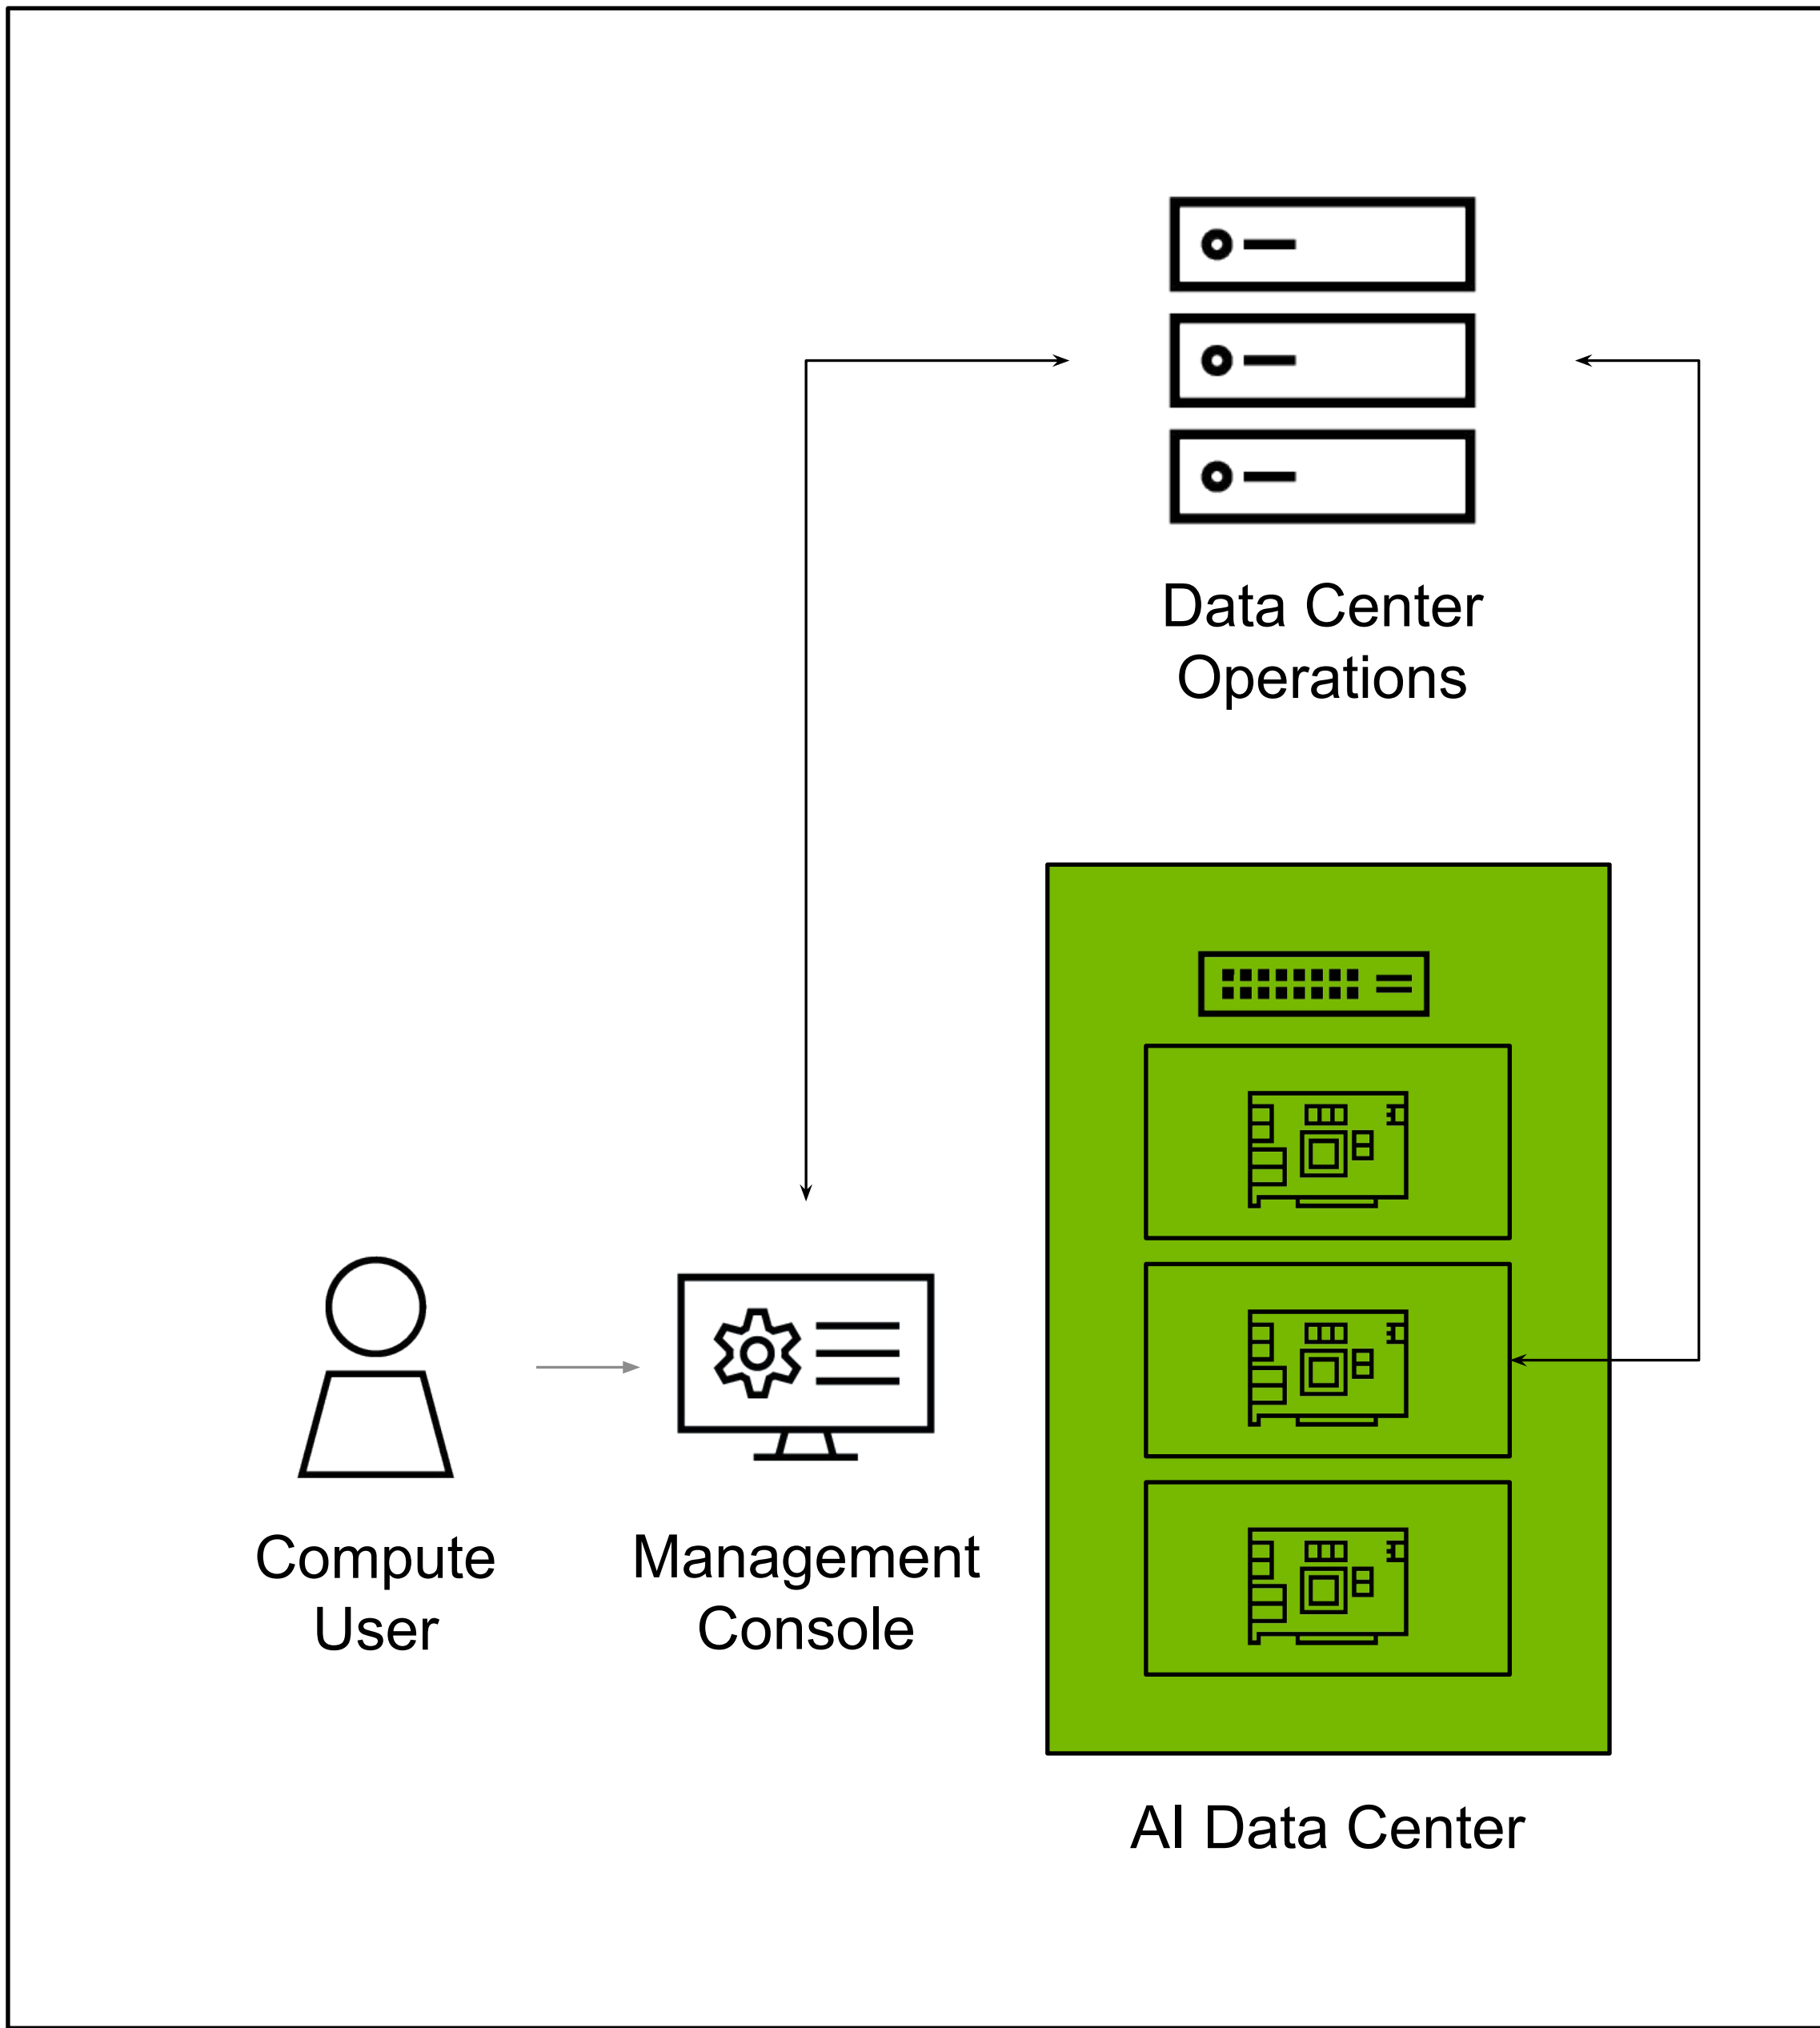 Data Center
Operations
Compute
User
Management
Console
AI Data Center